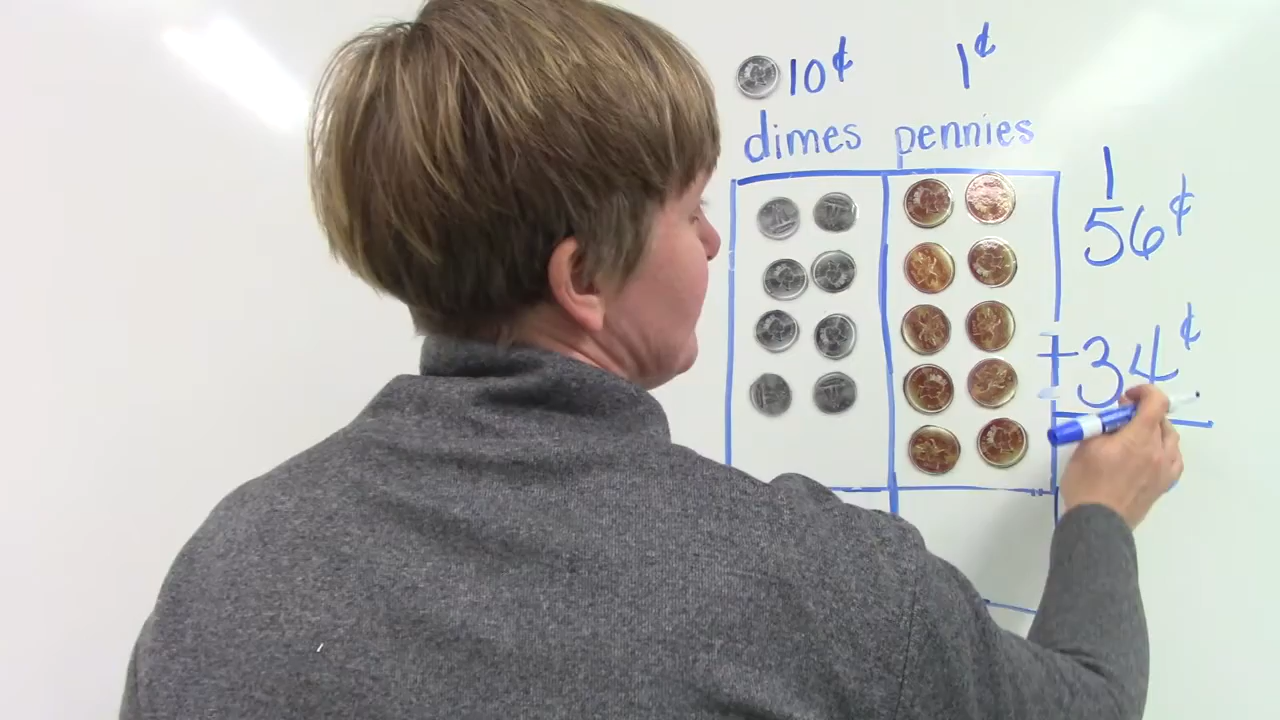 10¢ 1¢
dimes pennies
1
56¢
+34¢